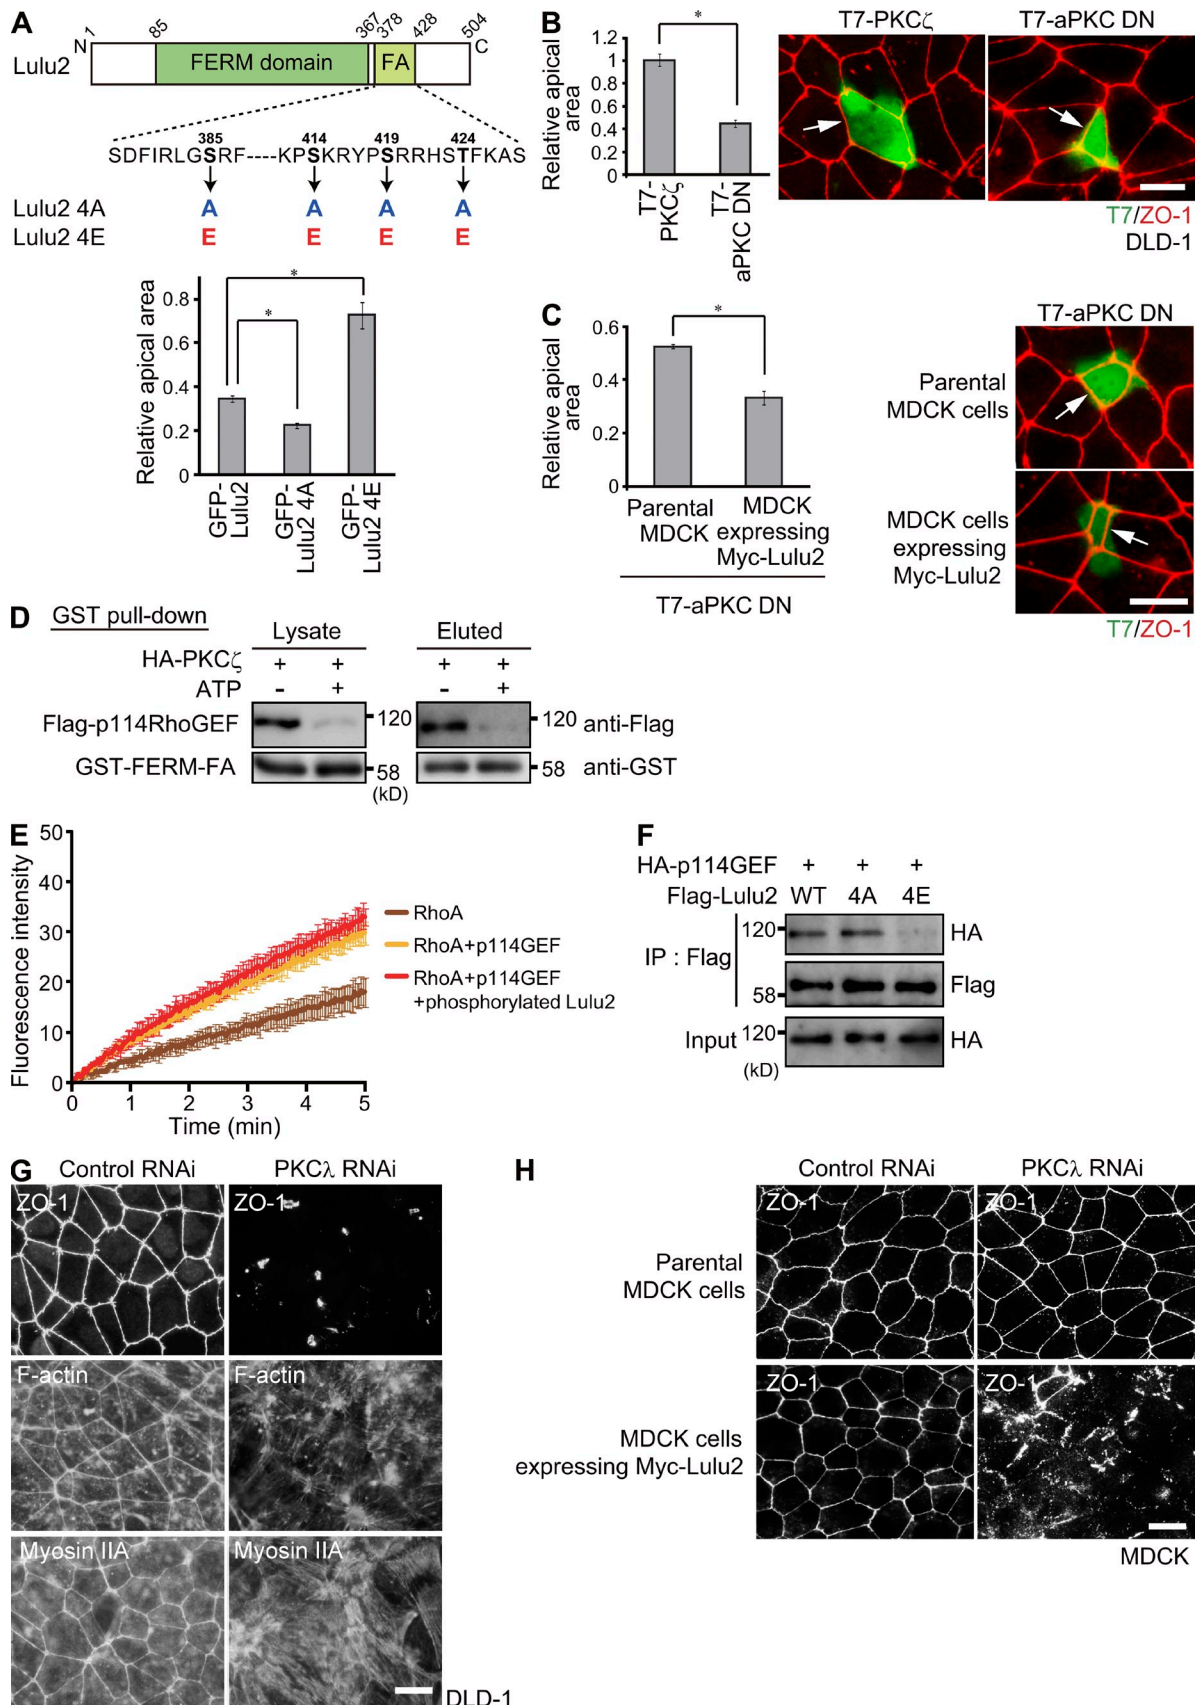 A
1 85 367 378 428 504
N C
Lulu2 FERM domain FA
385 414 419 424
SDFIRLGSRF----KPSKRYPSRRHSTFKAS
Lulu2 4A A A A A
Lulu2 4E E E E E
Relative apical area
0.8
0.6
0.4
0.2
0
* *
GFP-Lulu2
GFP-Lulu2 4A
GFP-Lulu2 4E
B
Relative apical area
1.2
1
0.8
0.6
0.4
0.2
0
*
T7-PKCζ
T7-aPKC DN
T7-PKCζ T7-aPKC DN
T7/ZO-1
DLD-1
C
Relative apical area
0.6
0.4
0.2
0
*
Parental MDCK
MDCK expressing Myc-Lulu2
T7-aPKC DN
T7-aPKC DN
Parental
MDCK cells
MDCK cells
expressing
Myc-Lulu2
T7/ZO-1
D GST pull-down
Lysate Eluted
HA-PKCζ + + + +
ATP - + - +
Flag-p114RhoGEF 120 120 anti-Flag
GST-FERM-FA 58 58 anti-GST
(kD)
E
Fluorescence intensity
50
40
30
20
10
0
0 1 2 3 4 5
Time (min)
RhoA
RhoA+p114GEF
RhoA+p114GEF
+phosphorylated Lulu2
F
HA-p114GEF + + +
Flag-Lulu2 WT 4A 4E
IP : Flag
120 HA
58 Flag
Input 120 HA
(kD)
G Control RNAi PKCλ RNAi
ZO-1 ZO-1
F-actin F-actin
Myosin IIA Myosin IIA
DLD-1
H Control RNAi PKCλ RNAi
Parental
MDCK cells
ZO-1 ZO-1
MDCK cells
expressing Myc-Lulu2
ZO-1 ZO-1
MDCK